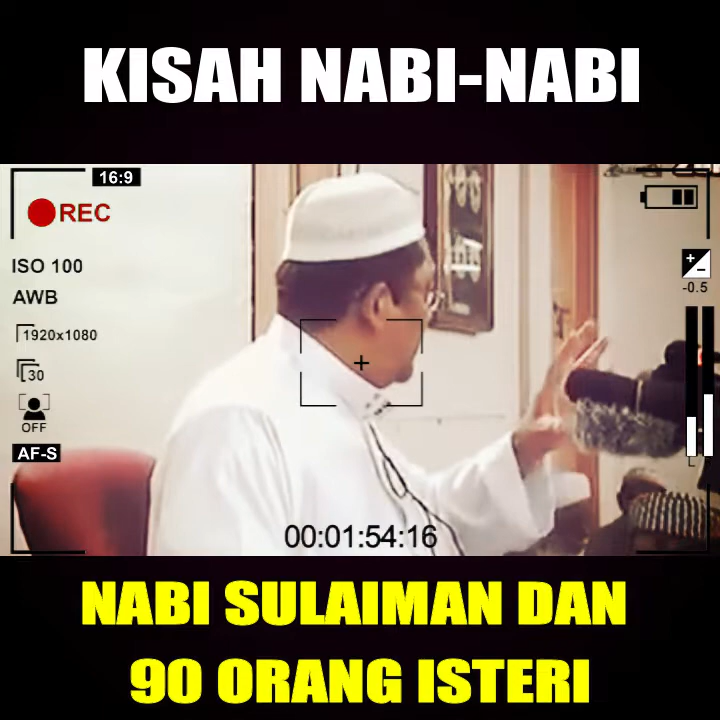 KISAH NABI-NABI
16:9
REC
ISO 100
-0.5
AWB
1920x1080
30
OFF
AF-S
00:01:54:16
NABI SULAIMAN DAN
90 ORANG ISTERI